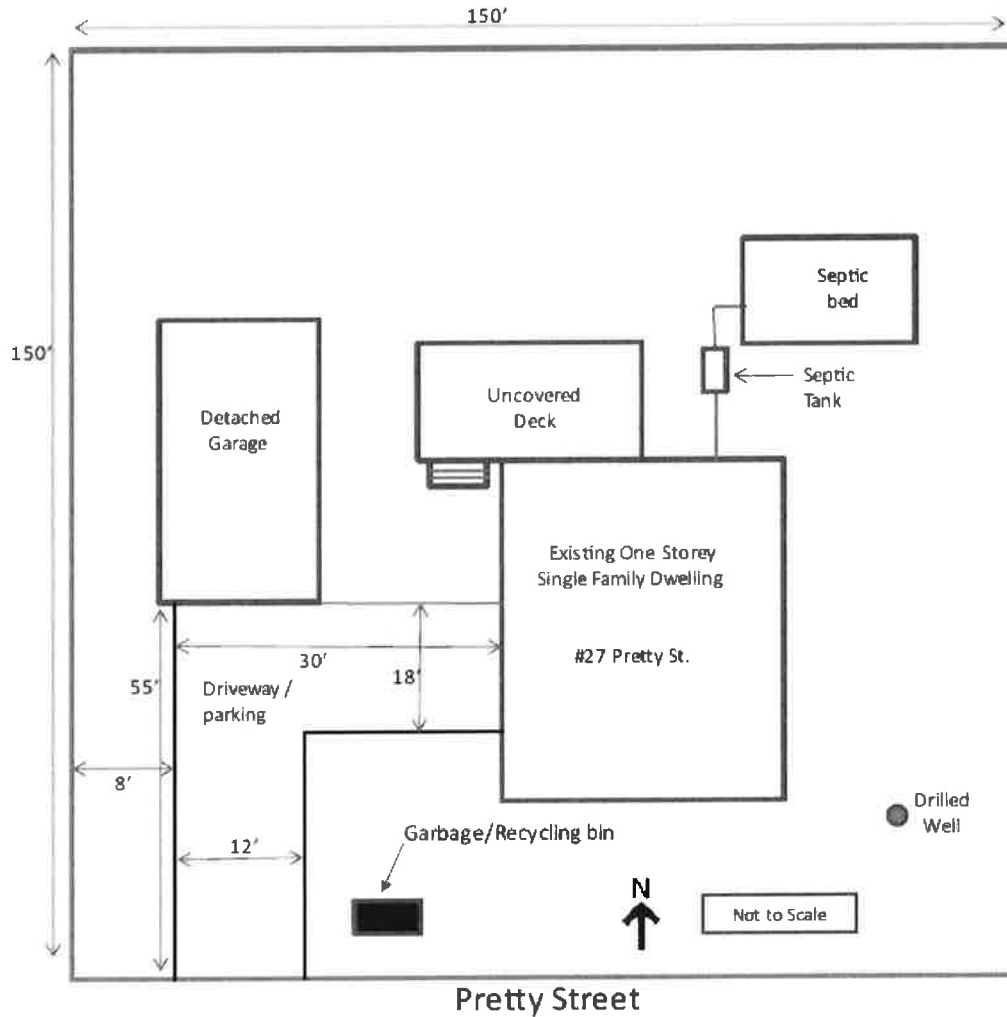 150'
150'
Septic
bed
Septic
Tank
Uncovered
Deck
Detached
Garage
Existing One Storey
Single Family Dwelling
#27 Pretty St.
30'
18'
55'
Driveway /
parking
8'
12'
Garbage/Recycling bin
Drilled
Well
N
Not to Scale
Pretty Street